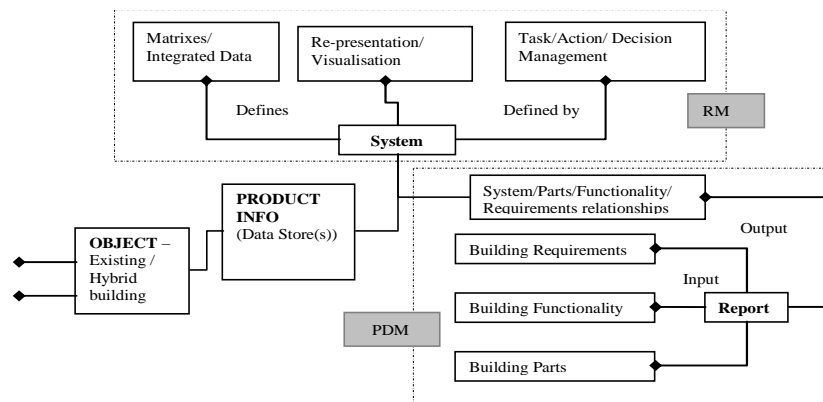 Matrixes/
Integrated Data
Re-presentation/
Visualisation
Task/Action/ Decision
Management
Defines
Defined by
RM
System
System/Parts/Functionality/
Requirements relationships
PRODUCT
INFO
(Data Store(s))
OBJECT –
Existing /
Hybrid
building
Output
Building Requirements
Input
Building Functionality
Report
PDM
Building Parts